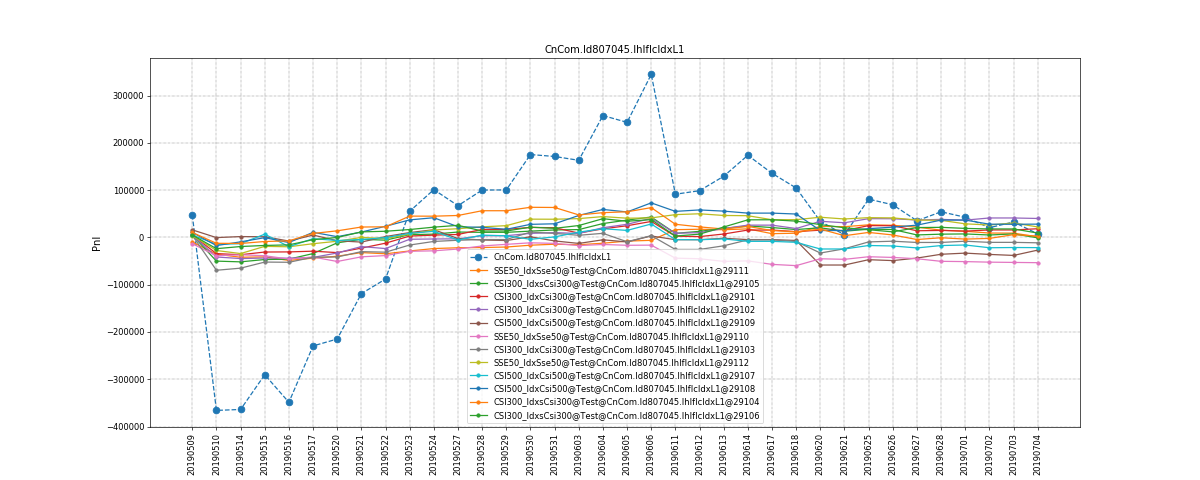 CnCom.Id807045.IhIfIcIdxL1
PnI
300000
200000
100000
0
−100000
−200000
−300000
−400000
CnCom.Id807045.IhIfIcIdxL1
SSE50_IdxSse50@Test@CnCom.Id807045.IhIfIcIdxL1@29111
CSI300_IdxsCsi300@Test@CnCom.Id807045.IhIfIcIdxL1@29105
CSI300_IdxCsi300@Test@CnCom.Id807045.IhIfIcIdxL1@29101
CSI300_IdxCsi300@Test@CnCom.Id807045.IhIfIcIdxL1@29102
CSI500_IdxCsi500@Test@CnCom.Id807045.IhIfIcIdxL1@29109
SSE50_IdxSse50@Test@CnCom.Id807045.IhIfIcIdxL1@29110
CSI300_IdxCsi300@Test@CnCom.Id807045.IhIfIcIdxL1@29103
SSE50_IdxSse50@Test@CnCom.Id807045.IhIfIcIdxL1@29112
CSI500_IdxCsi500@Test@CnCom.Id807045.IhIfIcIdxL1@29107
CSI500_IdxCsi500@Test@CnCom.Id807045.IhIfIcIdxL1@29108
CSI300_IdxsCsi300@Test@CnCom.Id807045.IhIfIcIdxL1@29104
CSI300_IdxsCsi300@Test@CnCom.Id807045.IhIfIcIdxL1@29106
20190509
20190510
20190514
20190515
20190516
20190517
20190520
20190521
20190522
20190523
20190524
20190527
20190528
20190529
20190530
20190531
20190603
20190604
20190605
20190606
20190611
20190612
20190613
20190614
20190617
20190618
20190620
20190621
20190625
20190626
20190627
20190628
20190701
20190702
20190703
20190704